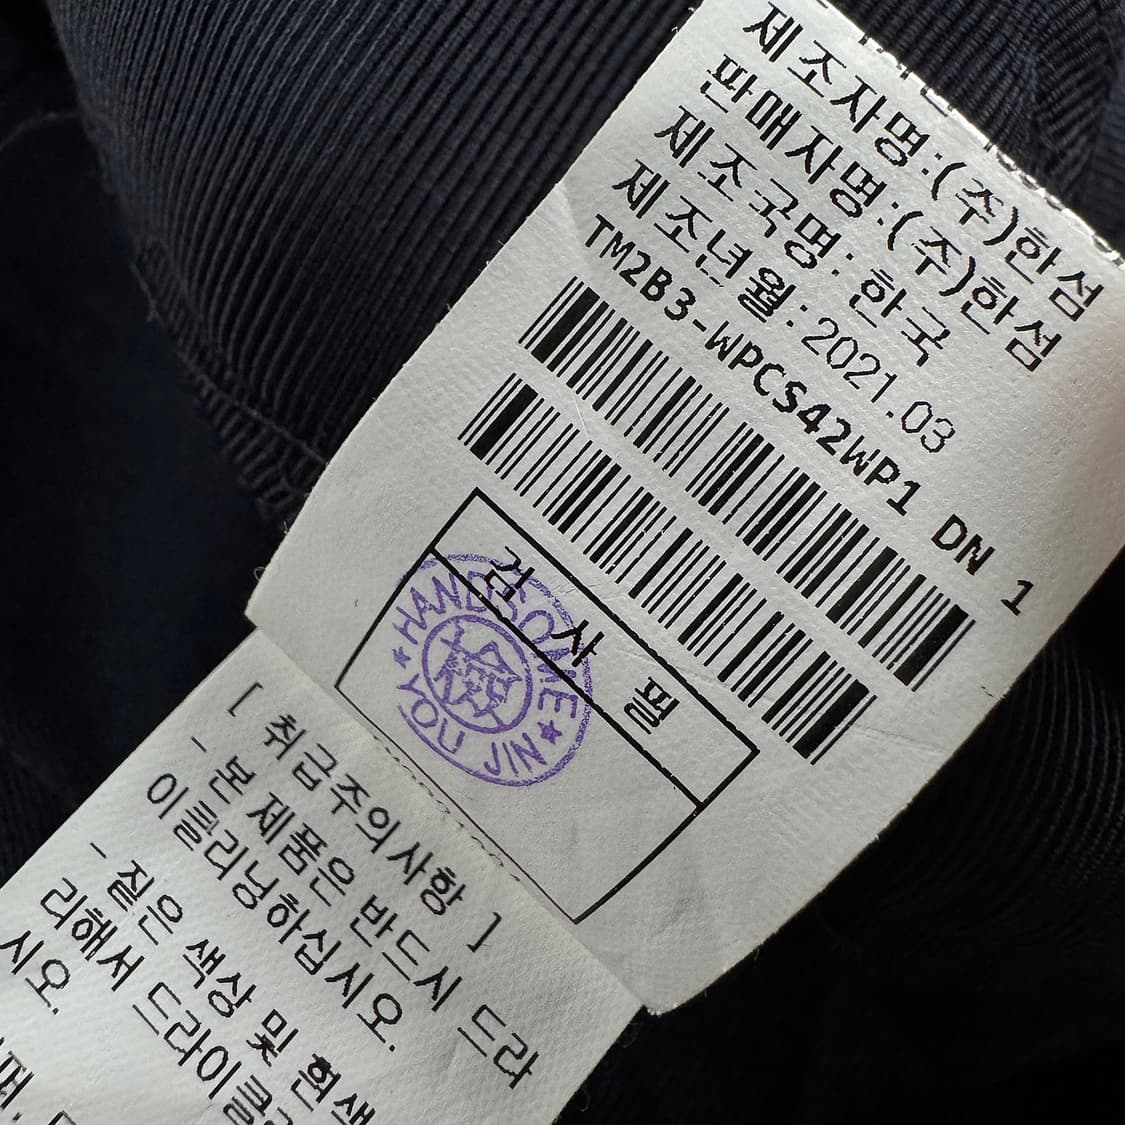 제조자명:(주)한섬
판매자명:(주)한섬
제조국명:한국
제조년월:2021.03
TM2B3-WPCS42WP1 DN 1
검 사 필
HANDSOME
YOU JIN
[ 취급주의사항 ]
- 본 제품은 반드시 드라
이클리닝하십시오.
- 짙은 색상 및 흰색
리해서 드라이클
시오.